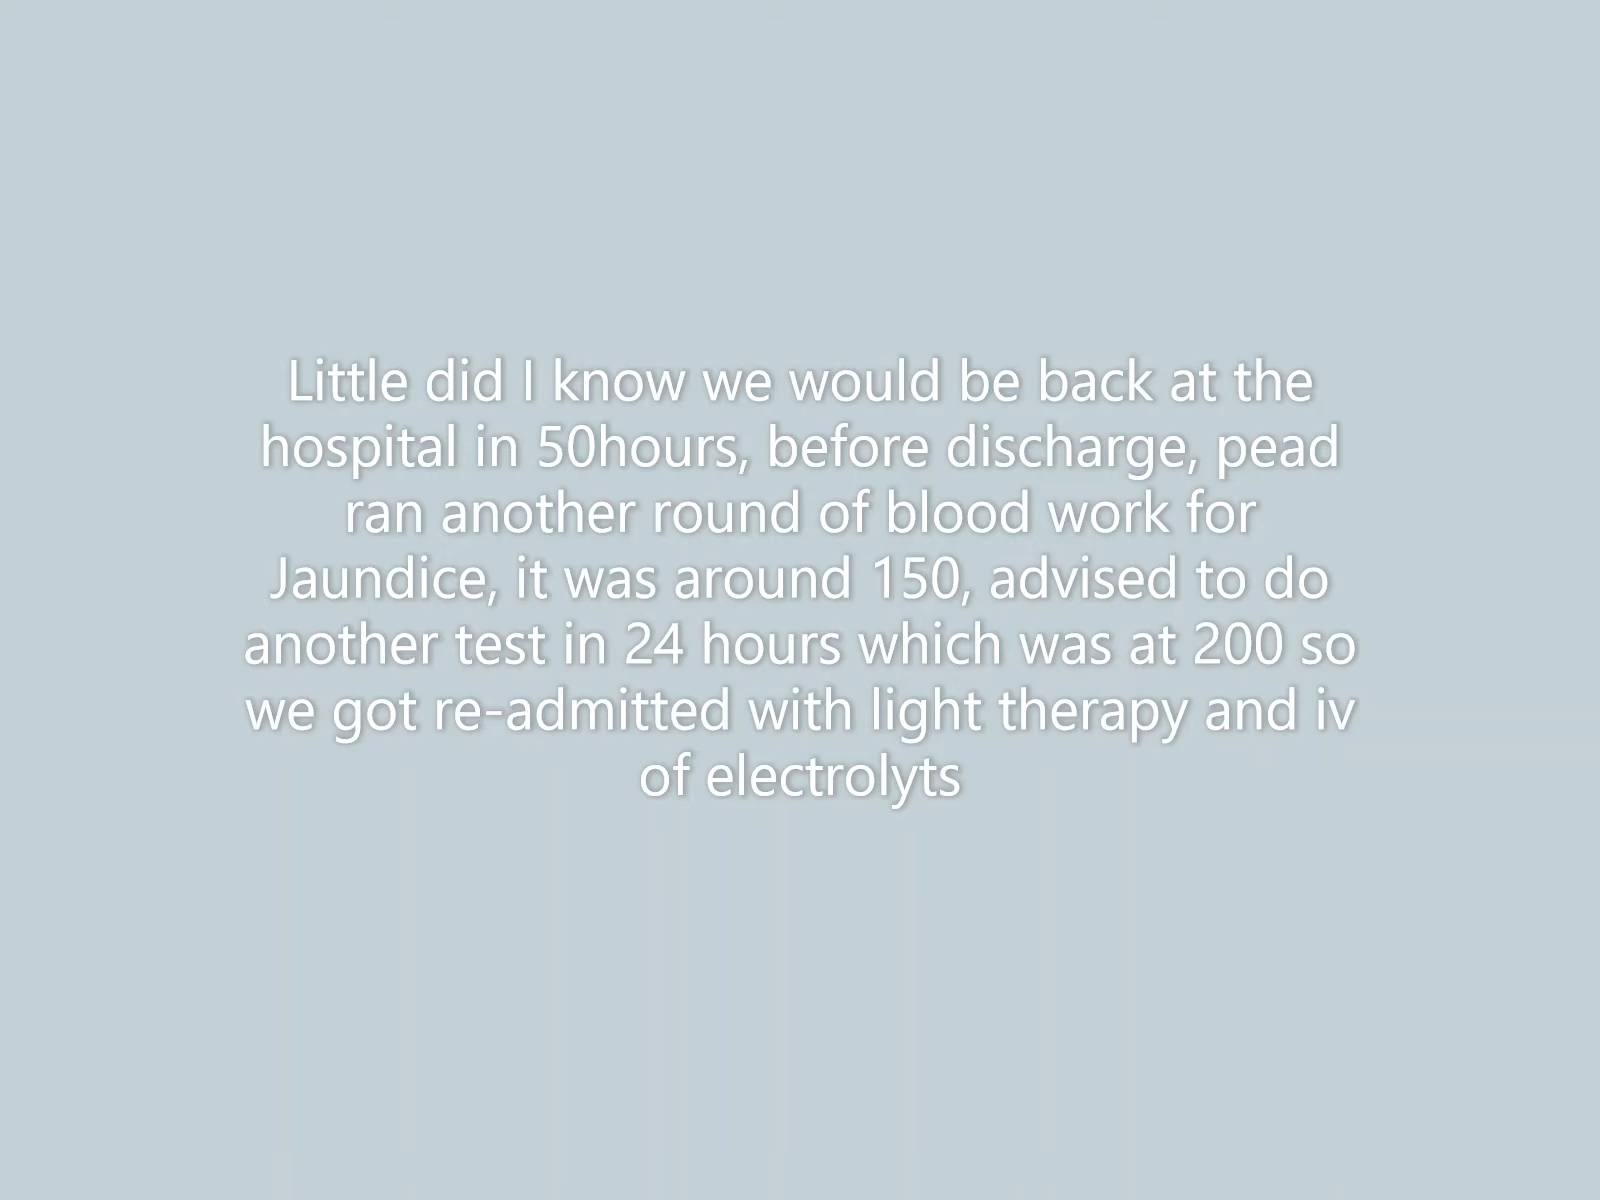 Little did I know we would be back at the
hospital in 50hours, before discharge, pead
ran another round of blood work for
Jaundice, it was around 150, advised to do
another test in 24 hours which was at 200 so
we got re-admitted with light therapy and iv
of electrolyts